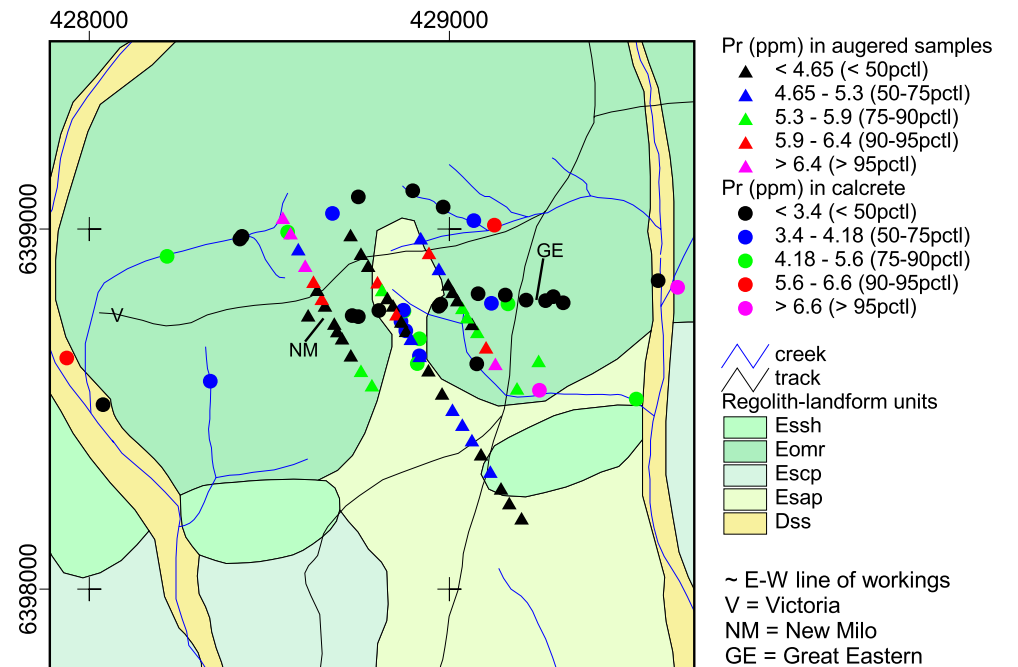 428000 429000
6399000
6398000
GE
V
NM
Pr (ppm) in augered samples
< 4.65 (< 50pctl)
4.65 - 5.3 (50-75pctl)
5.3 - 5.9 (75-90pctl)
5.9 - 6.4 (90-95pctl)
> 6.4 (> 95pctl)
Pr (ppm) in calcrete
< 3.4 (< 50pctl)
3.4 - 4.18 (50-75pctl)
4.18 - 5.6 (75-90pctl)
5.6 - 6.6 (90-95pctl)
> 6.6 (> 95pctl)
creek
track
Regolith-landform units
Essh
Eomr
Escp
Esap
Dss
~ E-W line of workings
V = Victoria
NM = New Milo
GE = Great Eastern